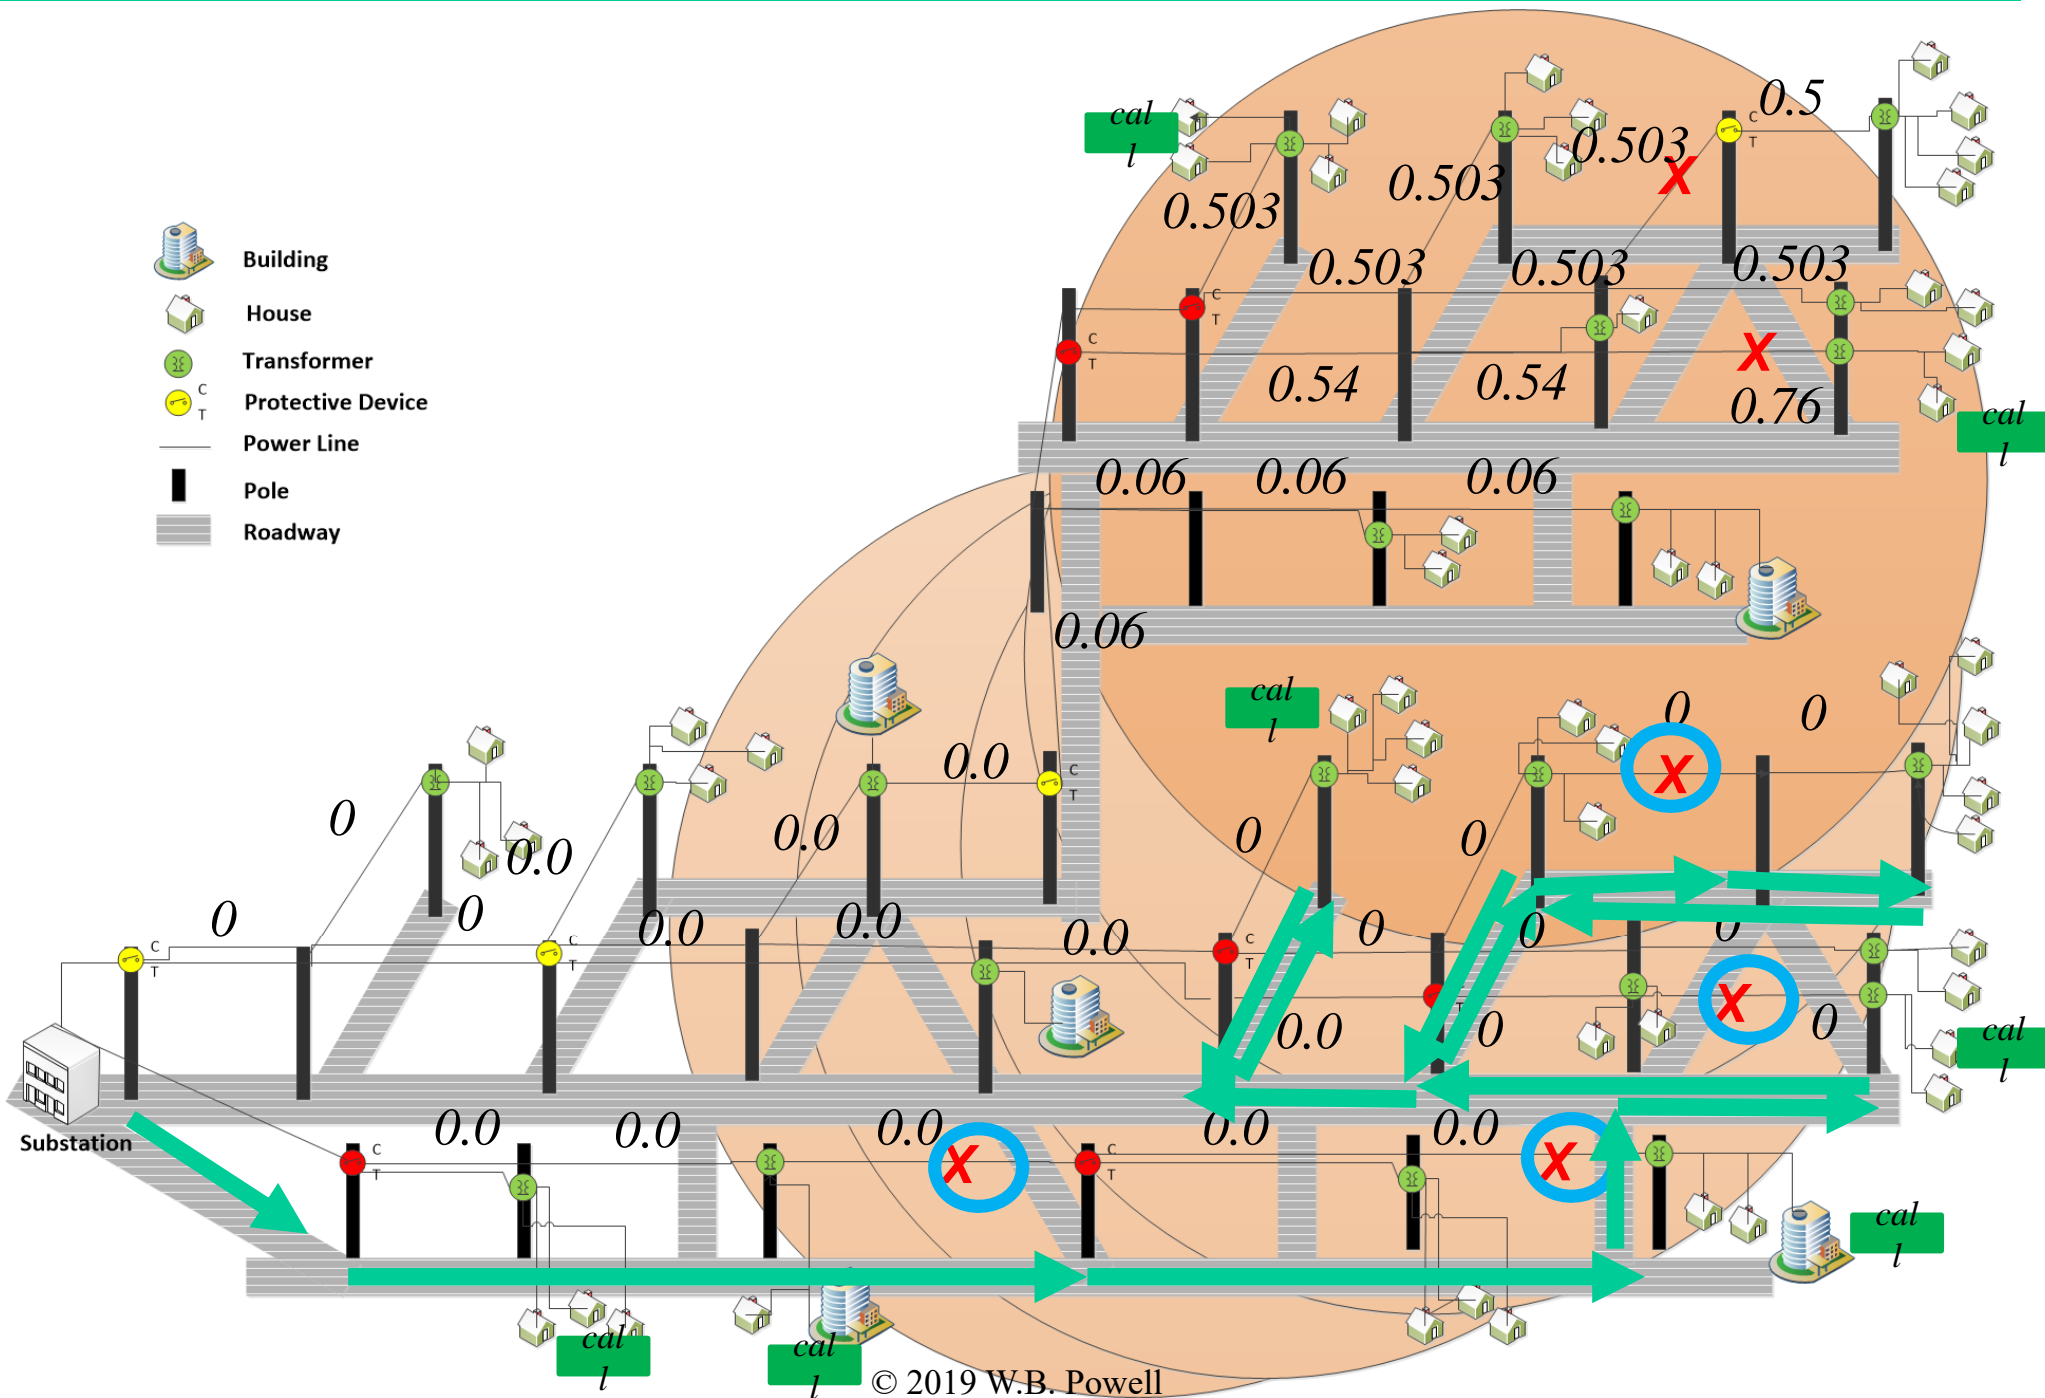 0.5
cal
l
C
T
0.503
0.503
0.503
0.503
0.503
0.503
X
Building
House
Transformer
C
T
Protective Device
Power Line
Pole
Roadway
C
T
C
T
X
0.54
0.54
0.76
cal
l
0.06
0.06
0.06
0.06
cal
l
0
0
X
0.0
C
T
0
0.0
0.0
0
0
0
0
0.0
0.0
0.0
0
0
0
C
T
C
T
C
T
T
X
0.0
0
0
cal
l
Substation
0.0
0.0
0.0
0.0
0.0
C
T
X
C
T
X
cal
l
cal
l
cal
l
© 2019 W.B. Powell